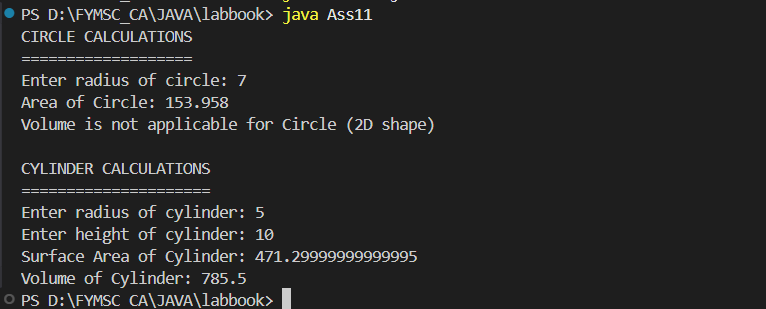 PS D:\FYMSC_CA\JAVA\labbook> java Ass11
CIRCLE CALCULATIONS
===================
Enter radius of circle: 7
Area of Circle: 153.958
Volume is not applicable for Circle (2D shape)

CYLINDER CALCULATIONS
=====================
Enter radius of cylinder: 5
Enter height of cylinder: 10
Surface Area of Cylinder: 471.29999999999995
Volume of Cylinder: 785.5
PS D:\FYMSC_CA\JAVA\labbook>